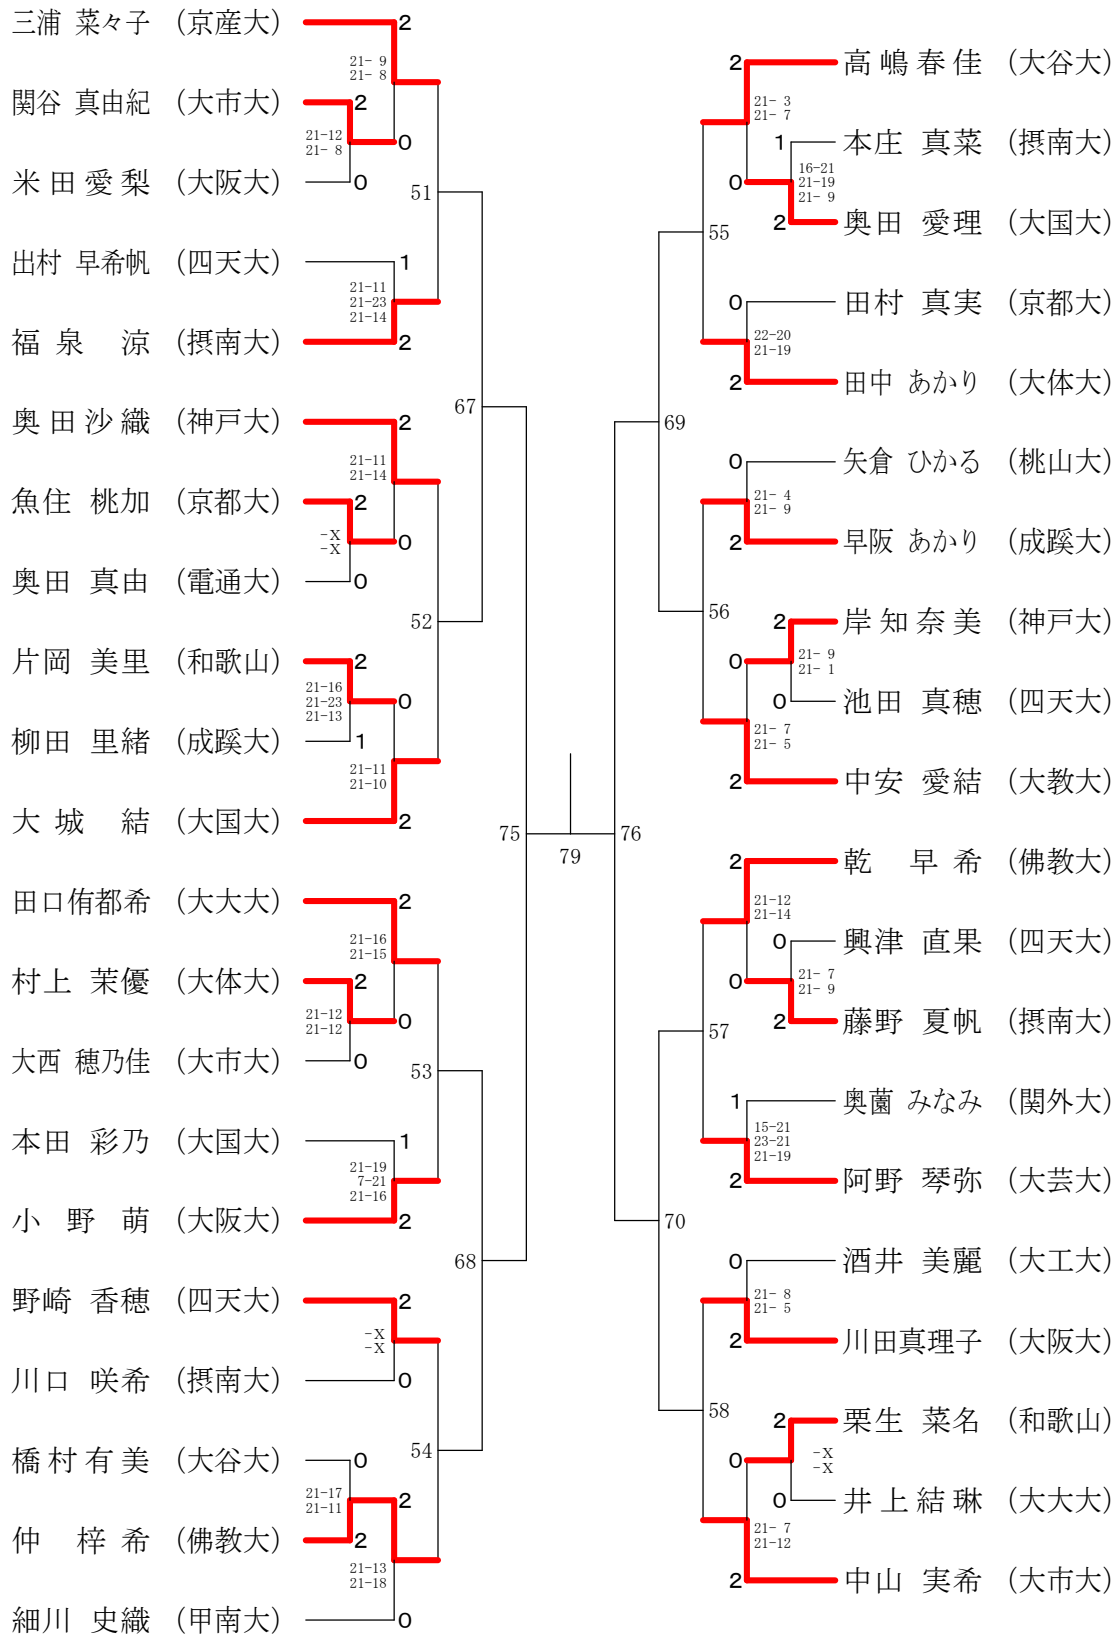 三浦 菜々子 (京産大)
2
21- 9
21- 8
関谷 真由紀 (大市大)
2
21-12
21- 8
0
米田愛梨 (大阪大)
0
51
出村 早希帆 (四天大)
1
21-11
21-23
21-14
福泉 涼 (摂南大)
2
67
奥田沙織 (神戸大)
2
21-11
21-14
魚住 桃加 (京都大)
2
-X
-X
0
奥田 真由 (電通大)
0
52
片岡 美里 (和歌山)
2
21-16
21-23
21-13
0
柳田 里緒 (成蹊大)
1
21-11
21-10
大城 結 (大国大)
2
75
79
田口侑都希 (大大大)
2
21-16
21-15
村上 茉優 (大体大)
2
21-12
21-12
0
大西 穂乃佳 (大市大)
0
53
本田 彩乃 (大国大)
1
21-19
7-21
21-16
小野萌 (大阪大)
2
68
野崎 香穂 (四天大)
2
-X
-X
川口 咲希 (摂南大)
0
54
橋村有美 (大谷大)
0
21-17
21-11
2
仲 梓希 (佛教大)
2
21-13
21-18
細川 史織 (甲南大)
0
2
高嶋春佳 (大谷大)
21- 3
21- 7
1
本庄 真菜 (摂南大)
0
16-21
21-19
21- 9
2
奥田 愛理 (大国大)
55
0
田村 真実 (京都大)
22-20
21-19
2
田中 あかり (大体大)
69
0
矢倉 ひかる (桃山大)
21- 4
21- 9
2
早阪 あかり (成蹊大)
56
2
岸知奈美 (神戸大)
0
21- 9
21- 1
0
池田 真穂 (四天大)
21- 7
21- 5
2
中安 愛結 (大教大)
76
2
乾 早希 (佛教大)
21-12
21-14
0
興津 直果 (四天大)
0
21- 7
21- 9
2
藤野 夏帆 (摂南大)
57
1
奥薗 みなみ (関外大)
15-21
23-21
21-19
2
阿野 琴弥 (大芸大)
70
0
酒井 美麗 (大工大)
21- 8
21- 5
2
川田真理子 (大阪大)
58
2
栗生 菜名 (和歌山)
0
-X
-X
0
井上結琳 (大大大)
21- 7
21-12
2
中山 実希 (大市大)